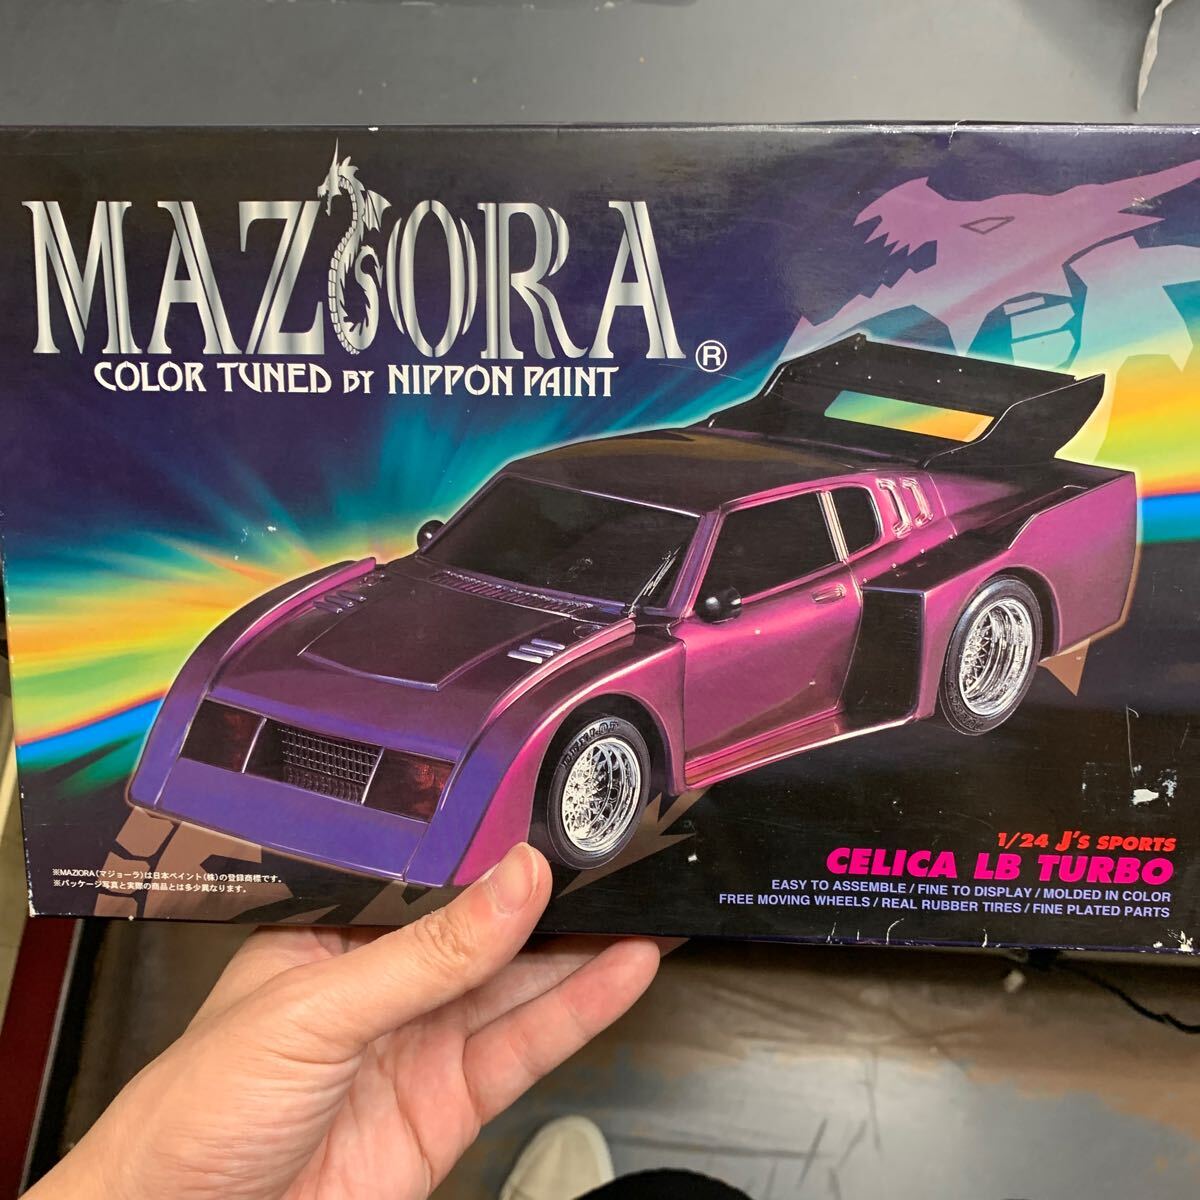 MAZIORA
®
COLOR TUNED BY NIPPON PAINT
DUNLOP
1/24 J's SPORTS
CELICA LB TURBO
EASY TO ASSEMBLE / FINE TO DISPLAY / MOLDED IN COLOR
FREE MOVING WHEELS / REAL RUBBER TIRES / FINE PLATED PARTS
※MAZIORA(マジョーラ)は日本ペイント(株)の登録商標です。
※パッケージ写真と実際の商品とは多少異なります。